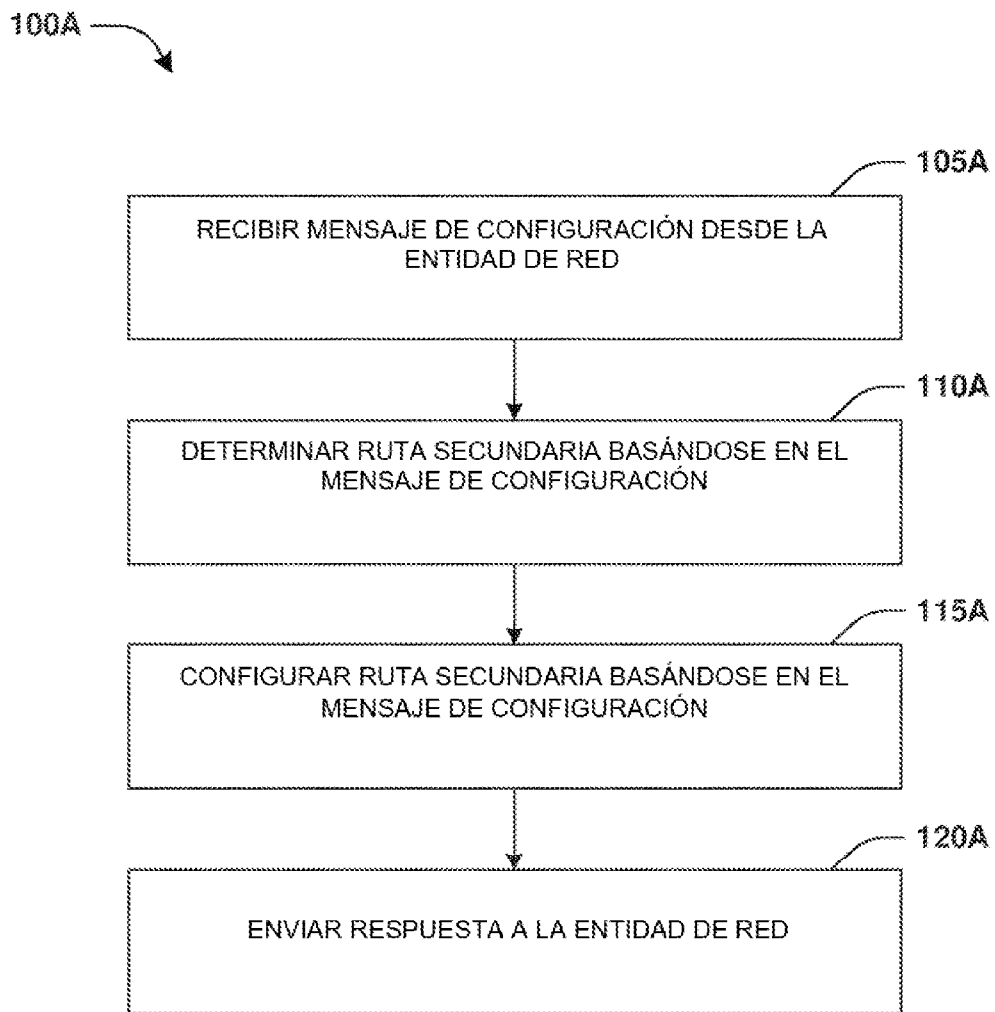 100A
105A
RECIBIR MENSAJE DE CONFIGURACIÓN DESDE LA
ENTIDAD DE RED
110A
DETERMINAR RUTA SECUNDARIA BASÁNDOSE EN EL
MENSAJE DE CONFIGURACIÓN
115A
CONFIGURAR RUTA SECUNDARIA BASÁNDOSE EN EL
MENSAJE DE CONFIGURACIÓN
120A
ENVIAR RESPUESTA A LA ENTIDAD DE RED